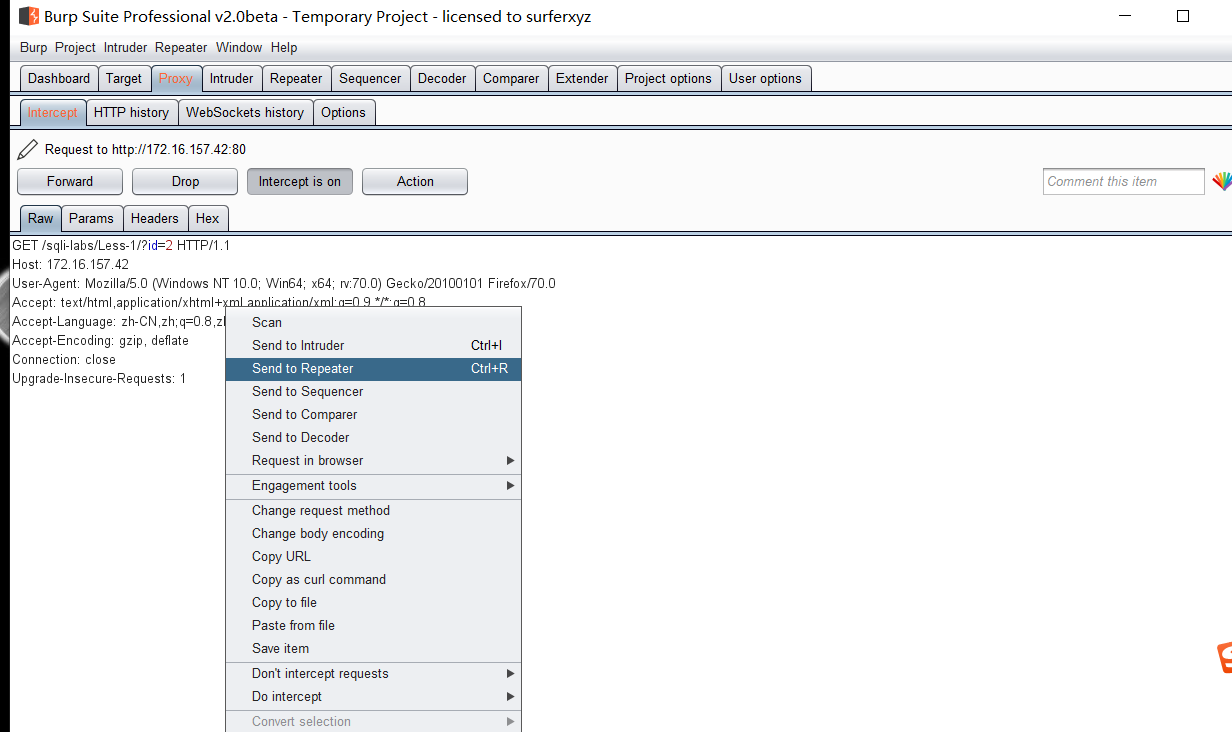 Burp Suite Professional v2.0beta - Temporary Project - licensed to surferxyz
Burp Project Intruder Repeater Window Help
Dashboard Target Proxy Intruder Repeater Sequencer Decoder Comparer Extender Project options User options
Intercept HTTP history WebSockets history Options
Request to http://172.16.157.42:80
Forward Drop Intercept is on Action Comment this item
Raw Params Headers Hex
GET /sqli-labs/Less-1/?id=2 HTTP/1.1
Host: 172.16.157.42
User-Agent: Mozilla/5.0 (Windows NT 10.0; Win64; x64; rv:70.0) Gecko/20100101 Firefox/70.0
Accept: text/html,application/xhtml+xml,application/xml;q=0.9,*/*;q=0.8
Accept-Language: zh-CN,zh;q=0.8,
Accept-Encoding: gzip, deflate
Connection: close
Upgrade-Insecure-Requests: 1
Scan
Send to Intruder Ctrl+I
Send to Repeater Ctrl+R
Send to Sequencer
Send to Comparer
Send to Decoder
Request in browser
Engagement tools
Change request method
Change body encoding
Copy URL
Copy as curl command
Copy to file
Paste from file
Save item
Don't intercept requests
Do intercept
Convert selection